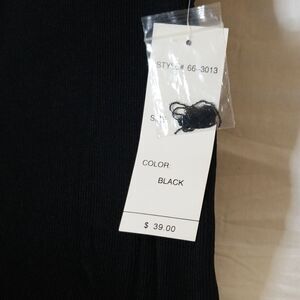 STYLE# 66-3013
COLOR:
BLACK
$ 39.00